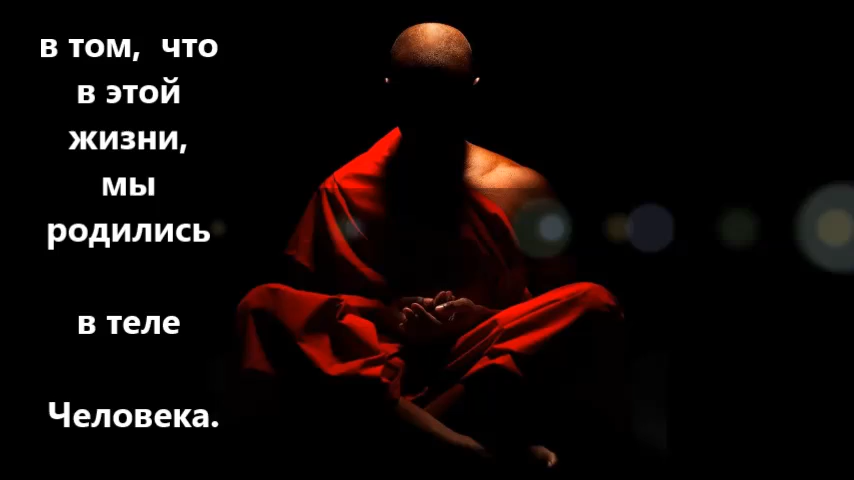 в том,  что
в этой
жизни,
мы
родились
в теле
Человека.